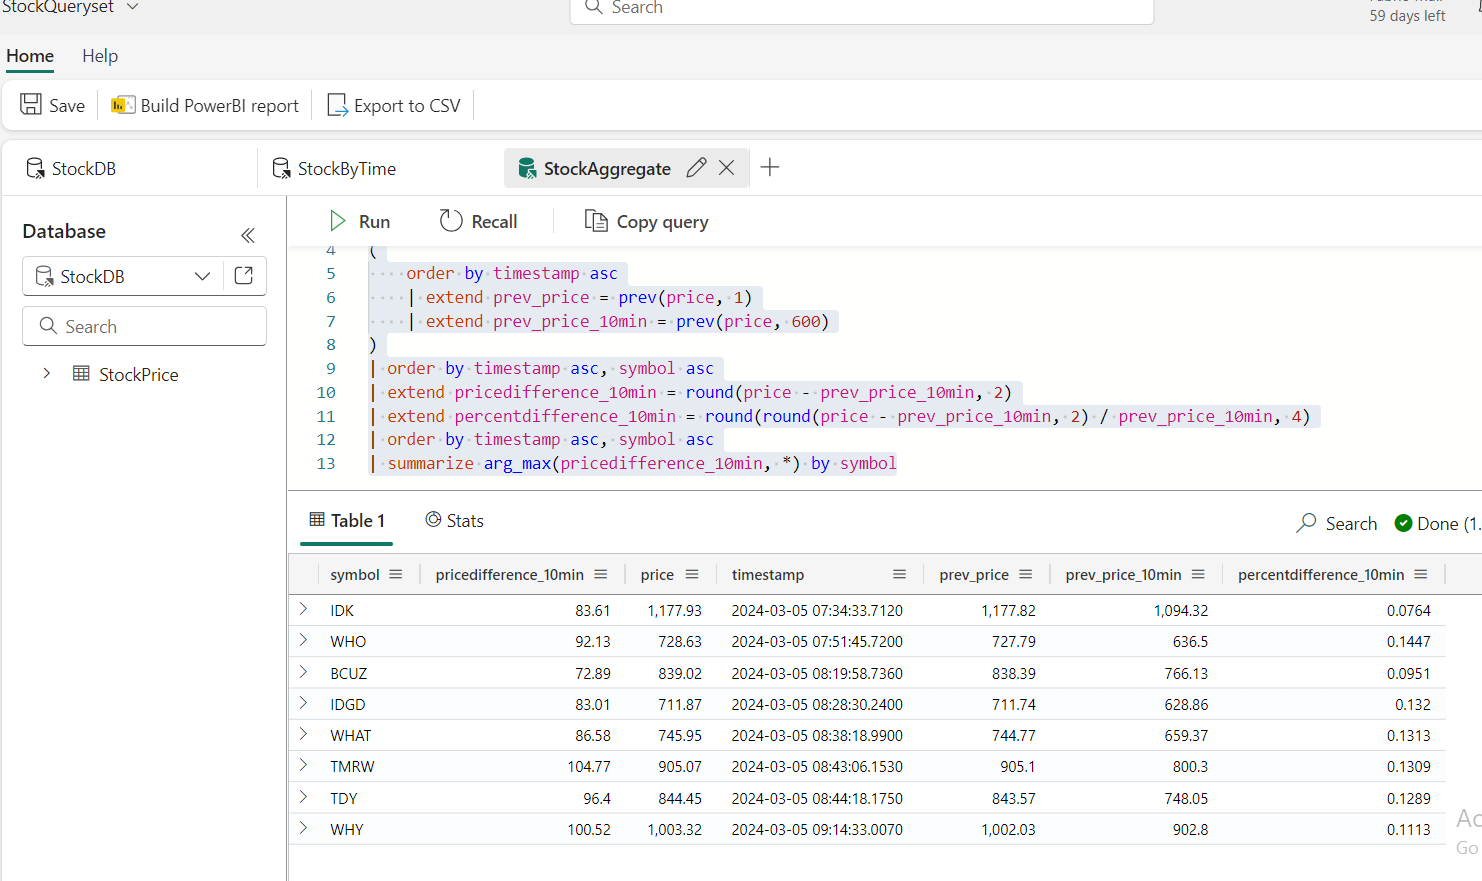 StockQueryset
Search
59 days left
Home Help
Save Build PowerBI report Export to CSV
StockDB StockByTime StockAggregate
Database
StockDB
Search
StockPrice
Run Recall Copy query
4 (
5 order by timestamp asc
6 | extend prev_price = prev(price, 1)
7 | extend prev_price_10min = prev(price, 600)
8 )
9 | order by timestamp asc, symbol asc
10 | extend pricedifference_10min = round(price - prev_price_10min, 2)
11 | extend percentdifference_10min = round(round(price - prev_price_10min, 2) / prev_price_10min, 4)
12 | order by timestamp asc, symbol asc
13 | summarize arg_max(pricedifference_10min, *) by symbol
Table 1 Stats Search Done (1.
symbol pricedifference_10min price timestamp prev_price prev_price_10min percentdifference_10min
IDK 83.61 1,177.93 2024-03-05 07:34:33.7120 1,177.82 1,094.32 0.0764
WHO 92.13 728.63 2024-03-05 07:51:45.7200 727.79 636.5 0.1447
BCUZ 72.89 839.02 2024-03-05 08:19:58.7360 838.39 766.13 0.0951
IDGD 83.01 711.87 2024-03-05 08:28:30.2400 711.74 628.86 0.132
WHAT 86.58 745.95 2024-03-05 08:38:18.9900 744.77 659.37 0.1313
TMRW 104.77 905.07 2024-03-05 08:43:06.1530 905.1 800.3 0.1309
TDY 96.4 844.45 2024-03-05 08:44:18.1750 843.57 748.05 0.1289
WHY 100.52 1,003.32 2024-03-05 09:14:33.0070 1,002.03 902.8 0.1113
Ac
Go